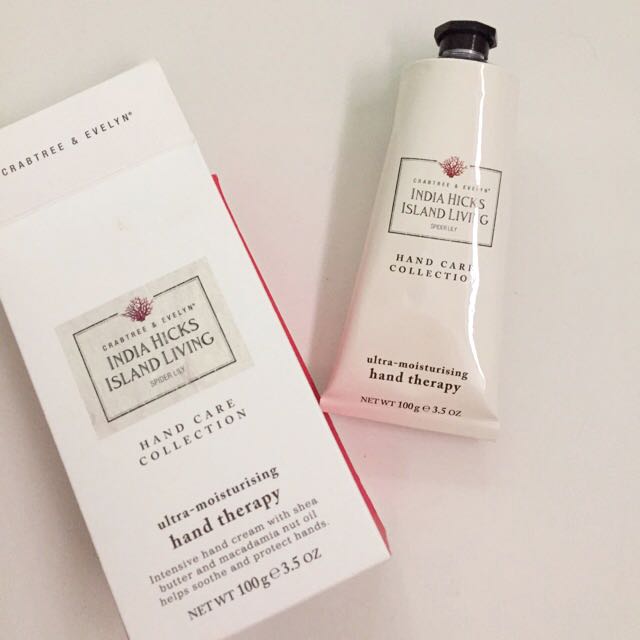 CRABTREE & EVELYN®
CRABTREE & EVELYN®
INDIA HICKS
ISLAND LIVING
SPIDER LILY
HAND CARE
COLLECTION
ultra-moisturising
hand therapy
Intensive hand cream with shea
butter and macadamia nut oil
helps soothe and protect hands.
NET WT 100g e 3.5 OZ
CRABTREE & EVELYN®
INDIA HICKS
ISLAND LIVING
SPIDER LILY
HAND CARE
COLLECTION
ultra-moisturising
hand therapy
NET WT 100g e 3.5 OZ